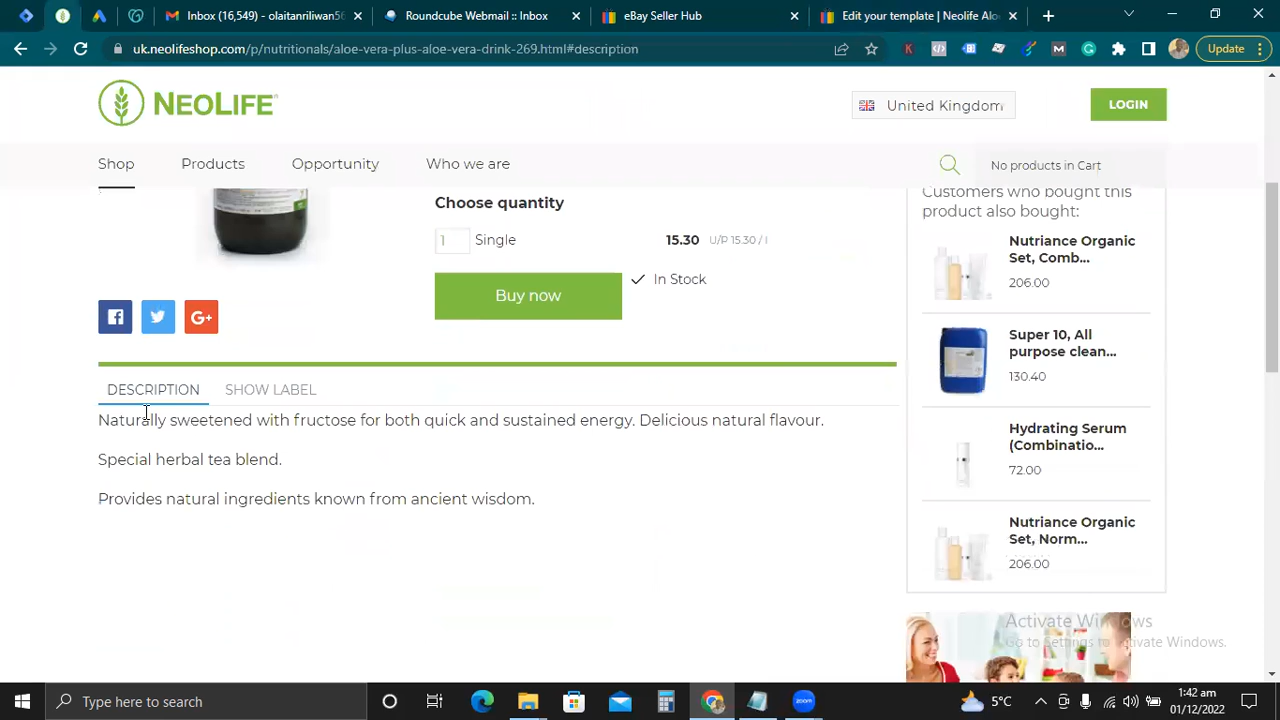 Inbox (16,549) - olaitanriliwan56
Roundcube Webmail :: Inbox
eBay Seller Hub
Edit your template | Neolife Alo
uk.neolifeshop.com/p/nutritionals/aloe-vera-plus-aloe-vera-drink-269.html#description
Update
NEOLIFE
United Kingdom
LOGIN
Shop
Products
Opportunity
Who we are
No products in Cart
Choose quantity
1 Single 15.30 U/P 15.30 / l
Buy now
In Stock
DESCRIPTION
SHOW LABEL
Naturally sweetened with fructose for both quick and sustained energy. Delicious natural flavour.
Special herbal tea blend.
Provides natural ingredients known from ancient wisdom.
Customers who bought this
product also bought:
Nutriance Organic
Set, Comb...
206.00
Super 10, All
purpose clean...
130.40
Hydrating Serum
(Combinatio...
72.00
Nutriance Organic
Set, Norm...
206.00
Activate Windows
Go to Settings to activate Windows.
Type here to search
5°C
1:42 am
01/12/2022